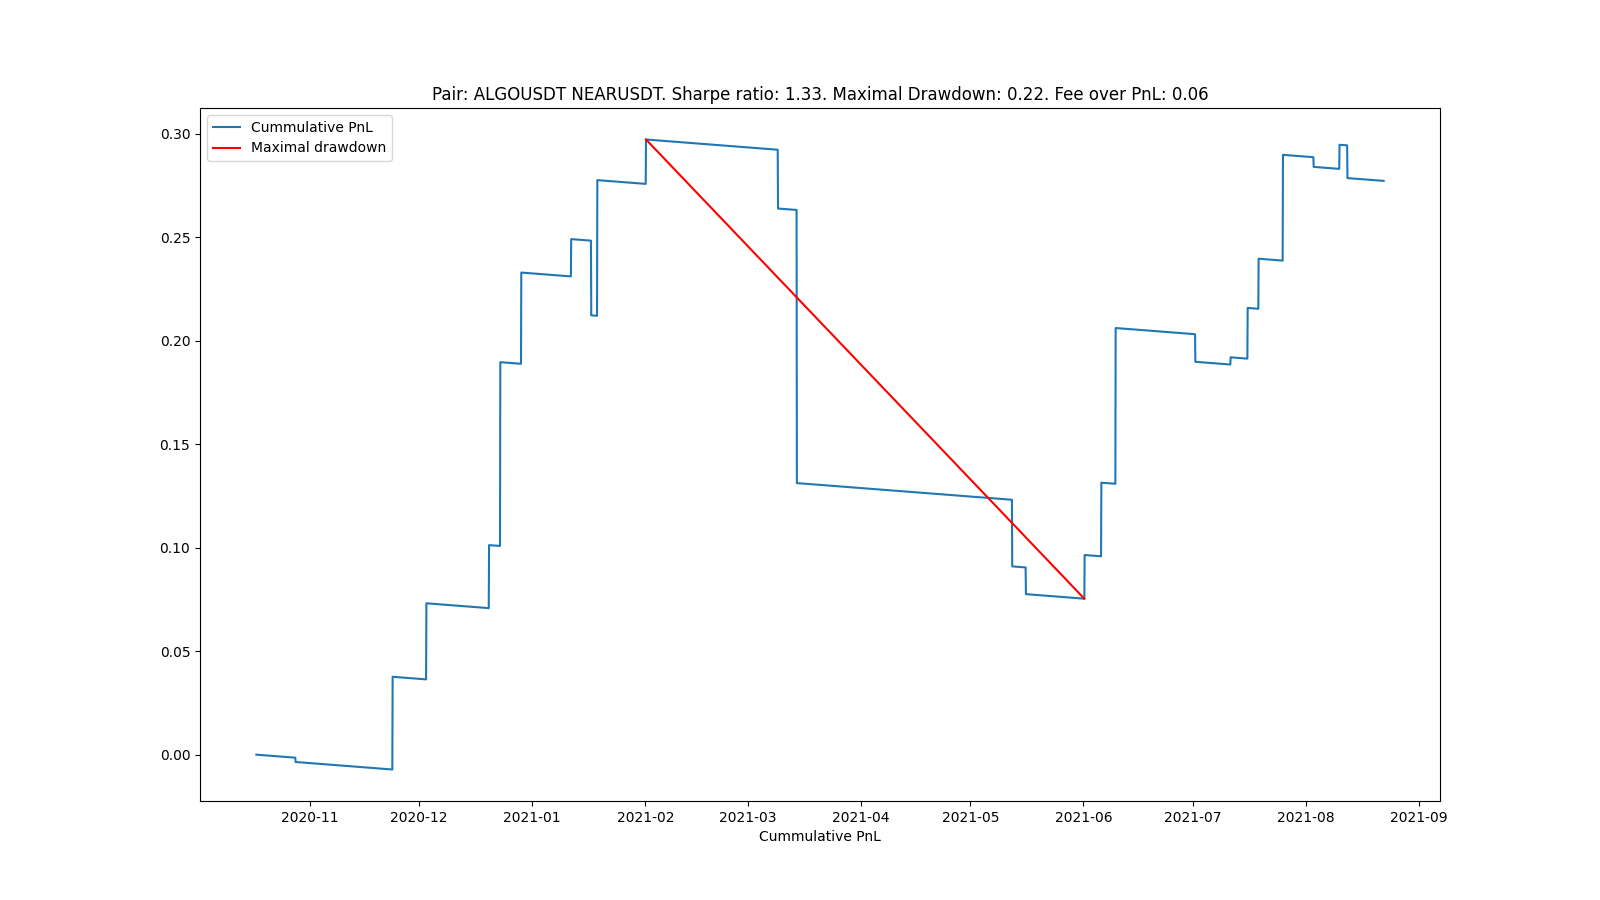 Pair: ALGOUSDT NEARUSDT. Sharpe ratio: 1.33. Maximal Drawdown: 0.22. Fee over PnL: 0.06
Cummulative PnL
Maximal drawdown
0.30
0.25
0.20
0.15
0.10
0.05
0.00
2020-11 2020-12 2021-01 2021-02 2021-03 2021-04 2021-05 2021-06 2021-07 2021-08 2021-09
Cummulative PnL